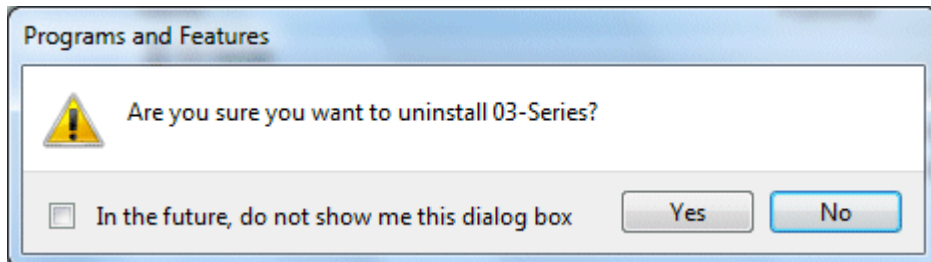 Programs and Features
Are you sure you want to uninstall 03-Series?
In the future, do not show me this dialog box
Yes
No